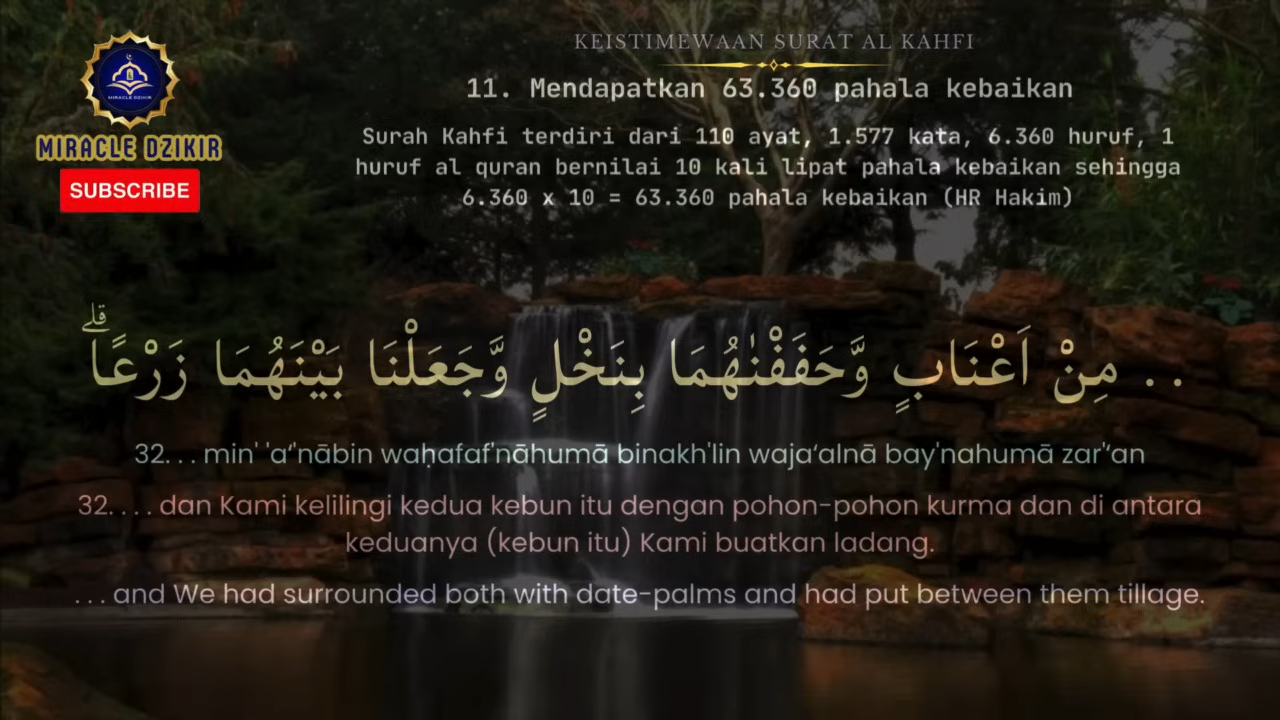 KEISTIMEWAAN SURAT AL KAHFI
11. Mendapatkan 63.360 pahala kebaikan
MIRACLE DZIKIR
MIRACLE DZIKIR
SUBSCRIBE
Surah Kahfi terdiri dari 110 ayat, 1.577 kata, 6.360 huruf, 1
huruf al quran bernilai 10 kali lipat pahala kebaikan sehingga
6.360 x 10 = 63.360 pahala kebaikan (HR Hakim)
. . مِنْ اَعْنَابٍ وَّحَفَفْنٰهُمَا بِنَخْلٍ وَّجَعَلْنَا بَيْنَهُمَا زَرْعًاۗ
32. . . min' 'a‘'nābin waḥafaf'nāhumā binakh'lin waja‘alnā bay'nahumā zar'‘an
32. . . . dan Kami kelilingi kedua kebun itu dengan pohon-pohon kurma dan di antara
keduanya (kebun itu) Kami buatkan ladang.
. . . and We had surrounded both with date-palms and had put between them tillage.